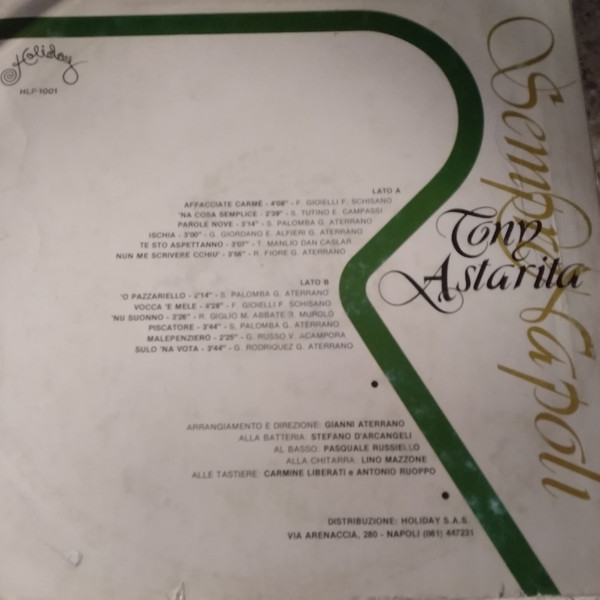 Holiday
HLP 1001
Sempre Napoli
Tony
Astarita
LATO A
AFFACCIATE CARMÈ - 4'08" - F. GIOIELLI F. SCHISANO
'NA COSA SEMPLICE - 2'39" - S. TUTINO E. CAMPASSI
PAROLE NOVE - 3'14" - S. PALOMBA G. ATERRANO
ISCHIA - 3'00" - G. GIORDANO E. ALFIERI G. ATERRANO
TE STO ASPETTANNO - 3'07" - T. MANLIO DAN CASLAR
NUN ME SCRIVERE CCHIU' - 3'56" - R. FIORE G. ATERRANO
LATO B
'O PAZZARIELLO - 2'14" - S. PALOMBA G. ATERRANO
VOCCA 'E MELE - 4'28" - F. GIOIELLI F. SCHISANO
'NU SUONNO - 2'26" - R. GIGLIO M. ABBATE R. MUROLO
PISCATORE - 3'44" - S. PALOMBA G. ATERRANO
MALEPENZIERO - 2'25" - G. RUSSO V. ACAMPORA
SULO 'NA VOTA - 3'44" - G. RODRIQUEZ G. ATERRANO
ARRANGIAMENTO E DIREZIONE: GIANNI ATERRANO
ALLA BATTERIA: STEFANO D'ARCANGELI
AL BASSO: PASQUALE RUSSIELLO
ALLA CHITARRA: LINO MAZZONE
ALLE TASTIERE: CARMINE LIBERATI e ANTONIO RUOPPO
DISTRIBUZIONE: HOLIDAY S.A.S.
VIA ARENACCIA, 280 - NAPOLI (081) 447231